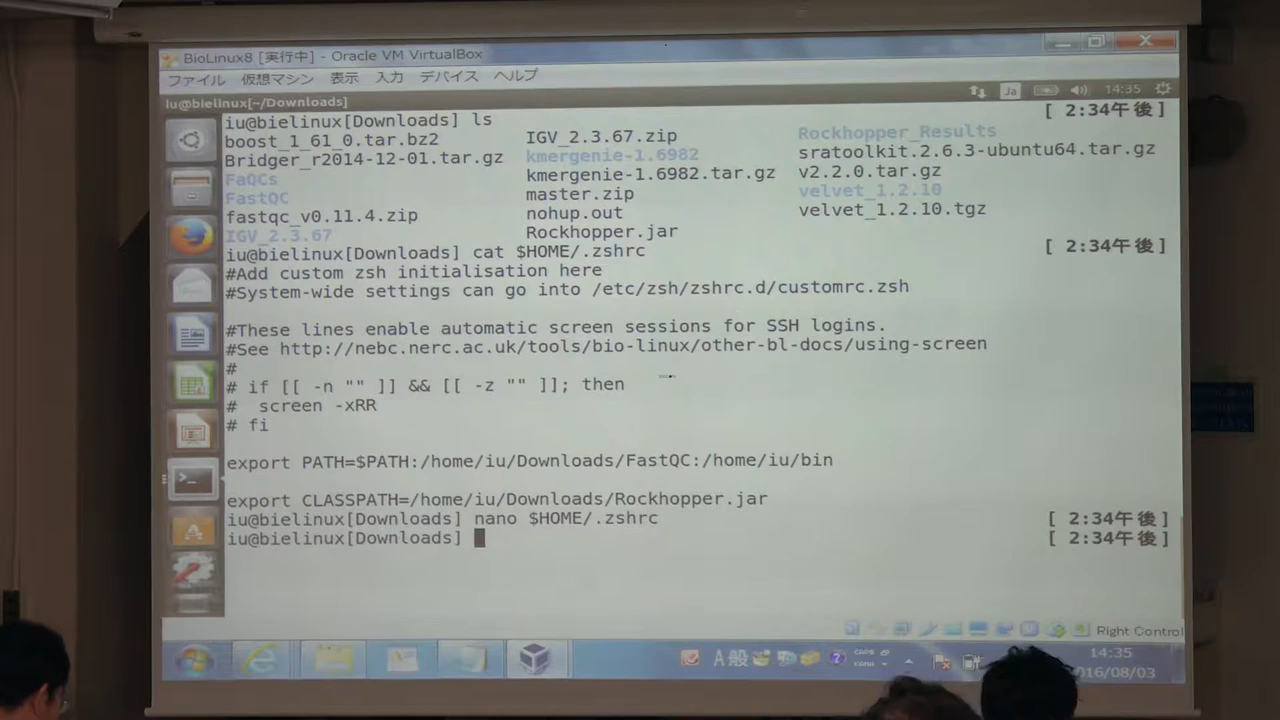 BioLinux8 [実行中] - Oracle VM VirtualBox
ファイル 仮想マシン 表示 入力 デバイス ヘルプ
iu@bielinux[~/Downloads]
Ja 14:35
iu@bielinux[Downloads] ls [ 2:34午後]
boost_1_61_0.tar.bz2 IGV_2.3.67.zip Rockhopper_Results
Bridger_r2014-12-01.tar.gz kmergenie-1.6982 sratoolkit.2.6.3-ubuntu64.tar.gz
FaQCs kmergenie-1.6982.tar.gz v2.2.0.tar.gz
FastQC master.zip velvet_1.2.10
fastqc_v0.11.4.zip nohup.out velvet_1.2.10.tgz
IGV_2.3.67 Rockhopper.jar
iu@bielinux[Downloads] cat $HOME/.zshrc [ 2:34午後]
#Add custom zsh initialisation here
#System-wide settings can go into /etc/zsh/zshrc.d/customrc.zsh
#These lines enable automatic screen sessions for SSH logins.
#See http://nebc.nerc.ac.uk/tools/bio-linux/other-bl-docs/using-screen
#
# if [[ -n "" ]] && [[ -z "" ]]; then
#  screen -xRR
# fi
export PATH=$PATH:/home/iu/Downloads/FastQC:/home/iu/bin
export CLASSPATH=/home/iu/Downloads/Rockhopper.jar
iu@bielinux[Downloads] nano $HOME/.zshrc [ 2:34午後]
iu@bielinux[Downloads] [ 2:34午後]
Right Control
A 般 CAPS KANA 14:35
016/08/03